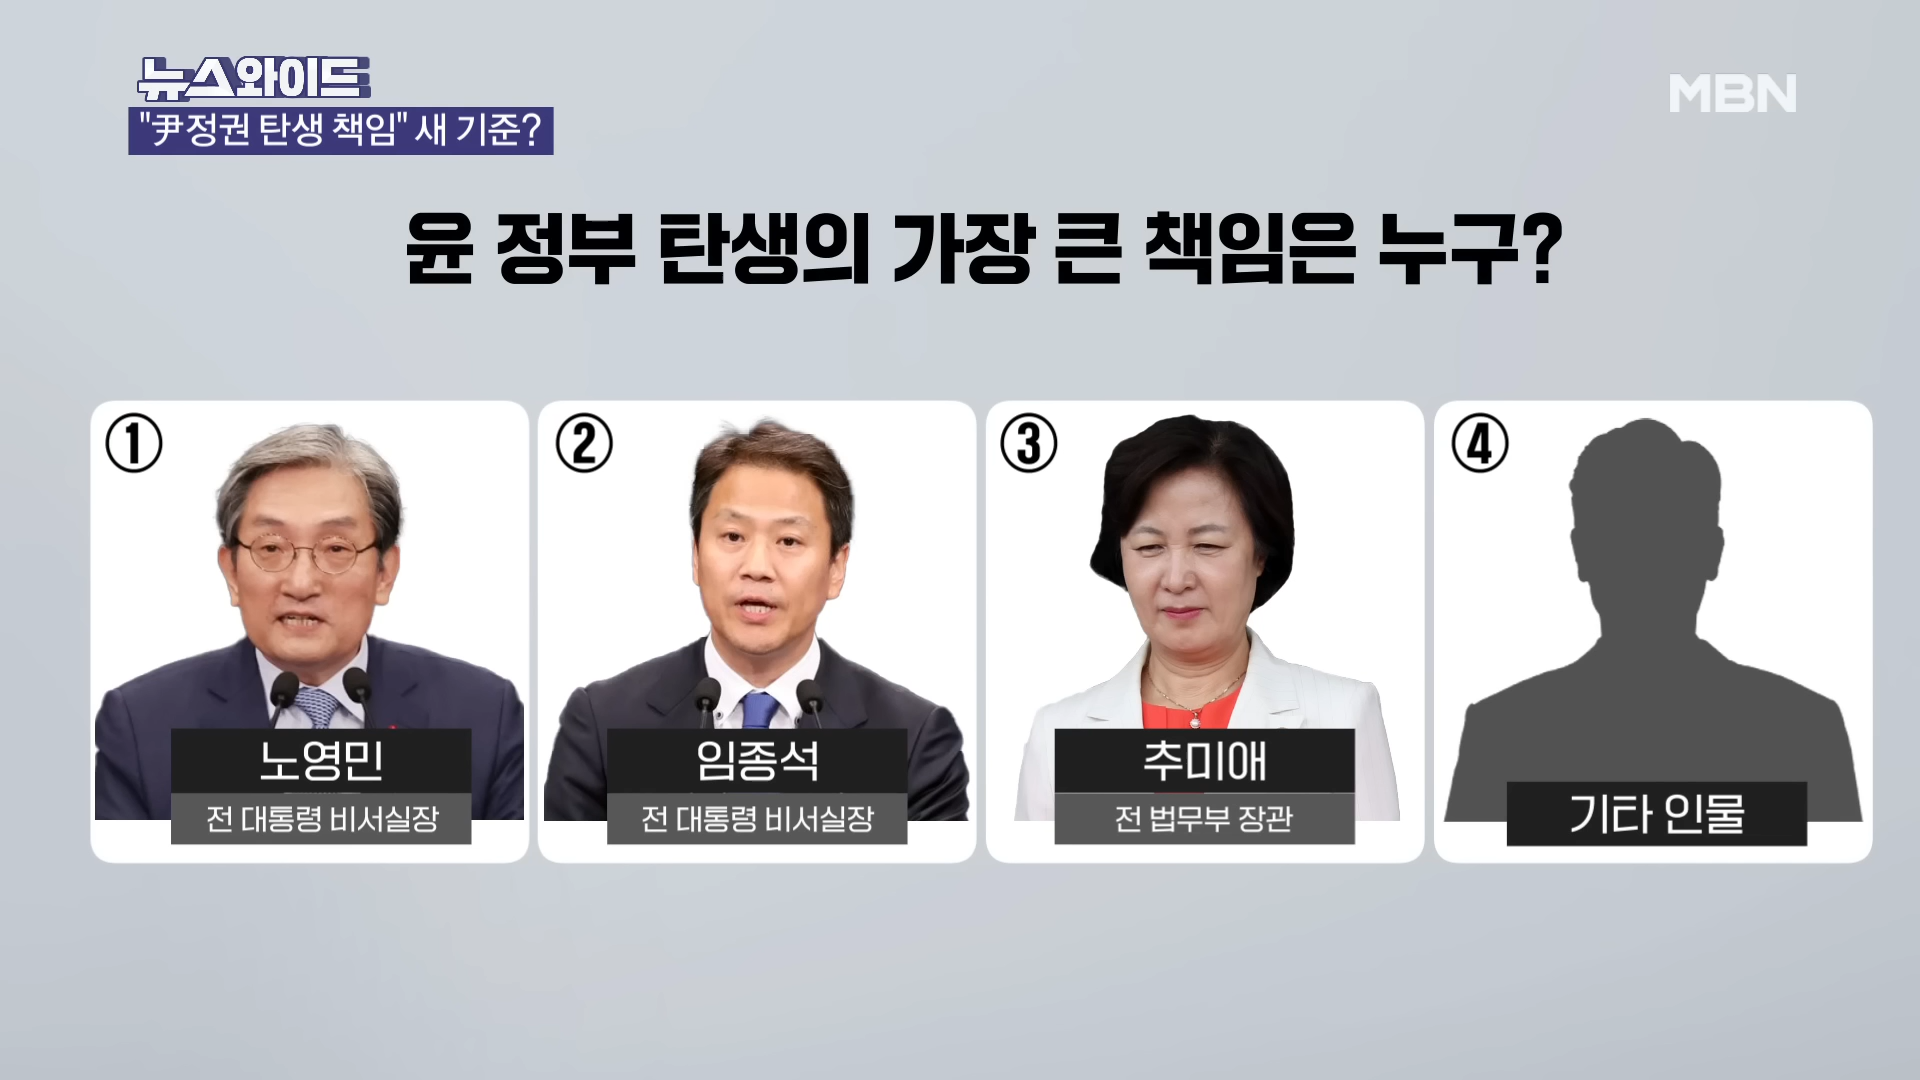 뉴스와이드
MBN
"尹정권 탄생 책임" 새 기준?
윤 정부 탄생의 가장 큰 책임은 누구?
①
노영민
전 대통령 비서실장
②
임종석
전 대통령 비서실장
③
추미애
전 법무부 장관
④
기타 인물